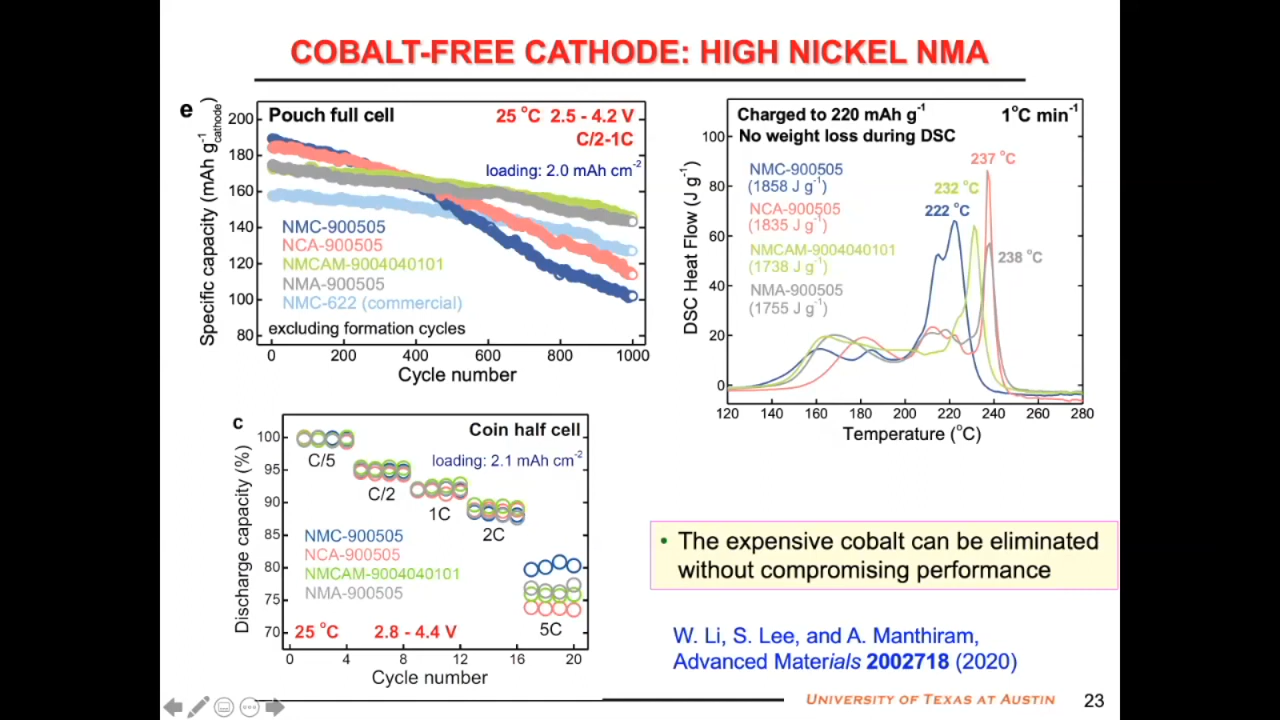 COBALT-FREE CATHODE: HIGH NICKEL NMA
e
Pouch full cell
25 °C 2.5 - 4.2 V
C/2-1C
loading: 2.0 mAh cm⁻²
NMC-900505
NCA-900505
NMCAM-9004040101
NMA-900505
NMC-622 (commercial)
excluding formation cycles
Specific capacity (mAh g⁻¹cathode)
200
180
160
140
120
100
80
0 200 400 600 800 1000
Cycle number
Charged to 220 mAh g⁻¹
1°C min⁻¹
No weight loss during DSC
NMC-900505
(1858 J g⁻¹)
NCA-900505
(1835 J g⁻¹)
NMCAM-9004040101
(1738 J g⁻¹)
NMA-900505
(1755 J g⁻¹)
237 °C
232 °C
222 °C
238 °C
DSC Heat Flow (J g⁻¹)
100
80
60
40
20
0
120 140 160 180 200 220 240 260 280
Temperature (°C)
c
Coin half cell
loading: 2.1 mAh cm⁻²
C/5
C/2
1C
2C
5C
NMC-900505
NCA-900505
NMCAM-9004040101
NMA-900505
25 °C 2.8 - 4.4 V
Discharge capacity (%)
100
95
90
85
80
75
70
0 4 8 12 16 20
Cycle number
• The expensive cobalt can be eliminated
without compromising performance
W. Li, S. Lee, and A. Manthiram,
Advanced Materials 2002718 (2020)
UNIVERSITY OF TEXAS AT AUSTIN
23